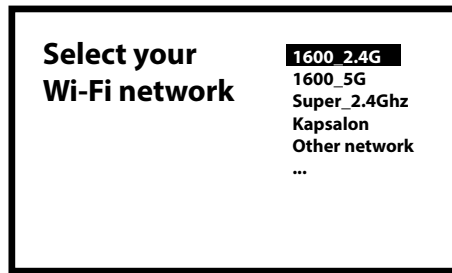 Select your
Wi-Fi network
1600_2.4G
1600_5G
Super_2.4Ghz
Kapsalon
Other network
...